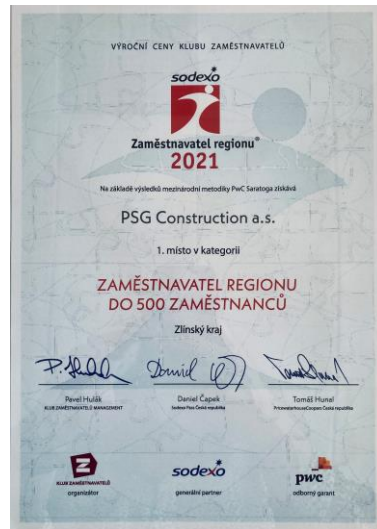 VÝROČNÍ CENY KLUBU ZAMĚSTNAVATELŮ
sodexo
Zaměstnavatel regionu®
2021
Na základě výsledků mezinárodní metodiky PwC Saratoga získává
PSG Construction a.s.
1. místo v kategorii
ZAMĚSTNAVATEL REGIONU
DO 500 ZAMĚSTNANCŮ
Zlínský kraj
Pavel Hulák
KLUB ZAMĚSTNAVATELŮ MANAGEMENT
Daniel Čapek
Sodexo Pass Česká republika
Tomáš Hunal
PricewaterhouseCoopers Česká republika
KLUB ZAMĚSTNAVATELŮ
organizátor
sodexo
generální partner
pwc
odborný garant